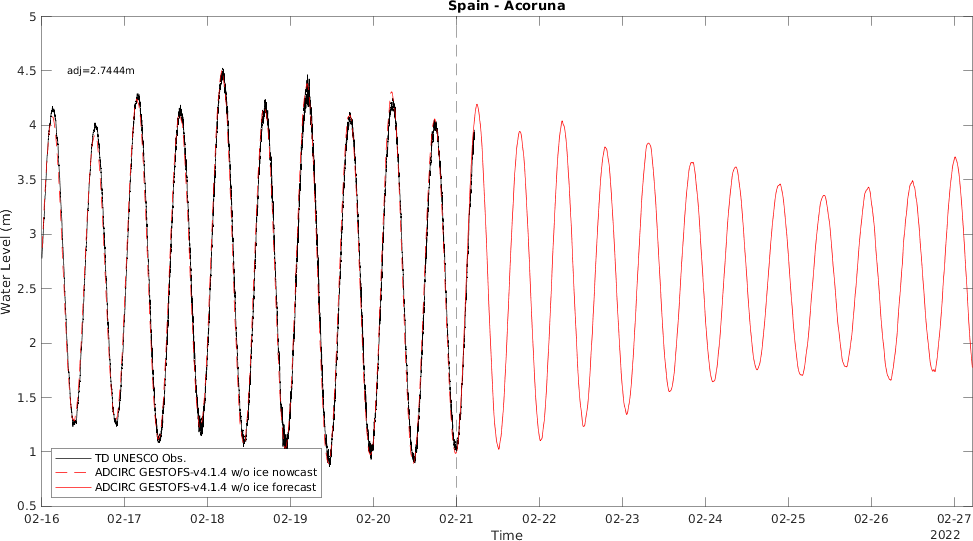 Spain - Acoruna
5
4.5
4
3.5
3
2.5
2
1.5
1
0.5
Water Level (m)
adj=2.7444m
TD UNESCO Obs.
ADCIRC GESTOFS-v4.1.4 w/o ice nowcast
ADCIRC GESTOFS-v4.1.4 w/o ice forecast
02-16 02-17 02-18 02-19 02-20 02-21 02-22 02-23 02-24 02-25 02-26 02-27
Time
2022